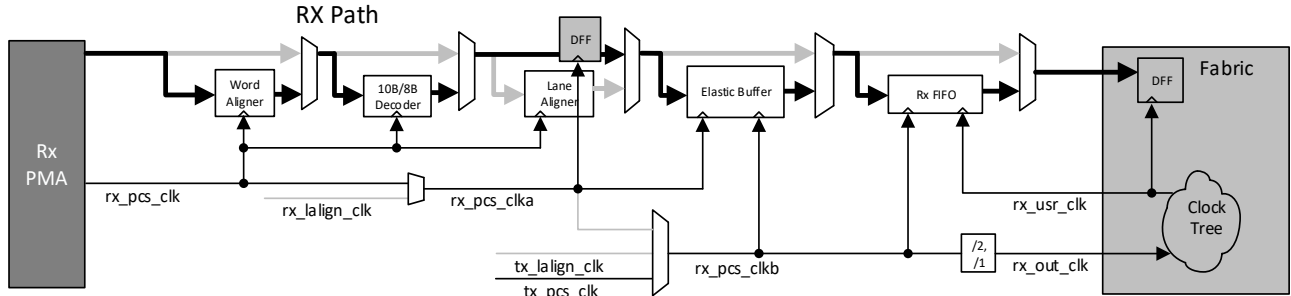 RX Path
Rx
PMA
Word
Aligner
10B/8B
Decoder
DFF
Lane
Aligner
Elastic Buffer
Rx FIFO
Fabric
DFF
rx_pcs_clk
rx_lalign_clk
rx_pcs_clka
rx_usr_clk
Clock
Tree
tx_lalign_clk
tx_pcs_clk
rx_pcs_clkb
/2,
/1
rx_out_clk